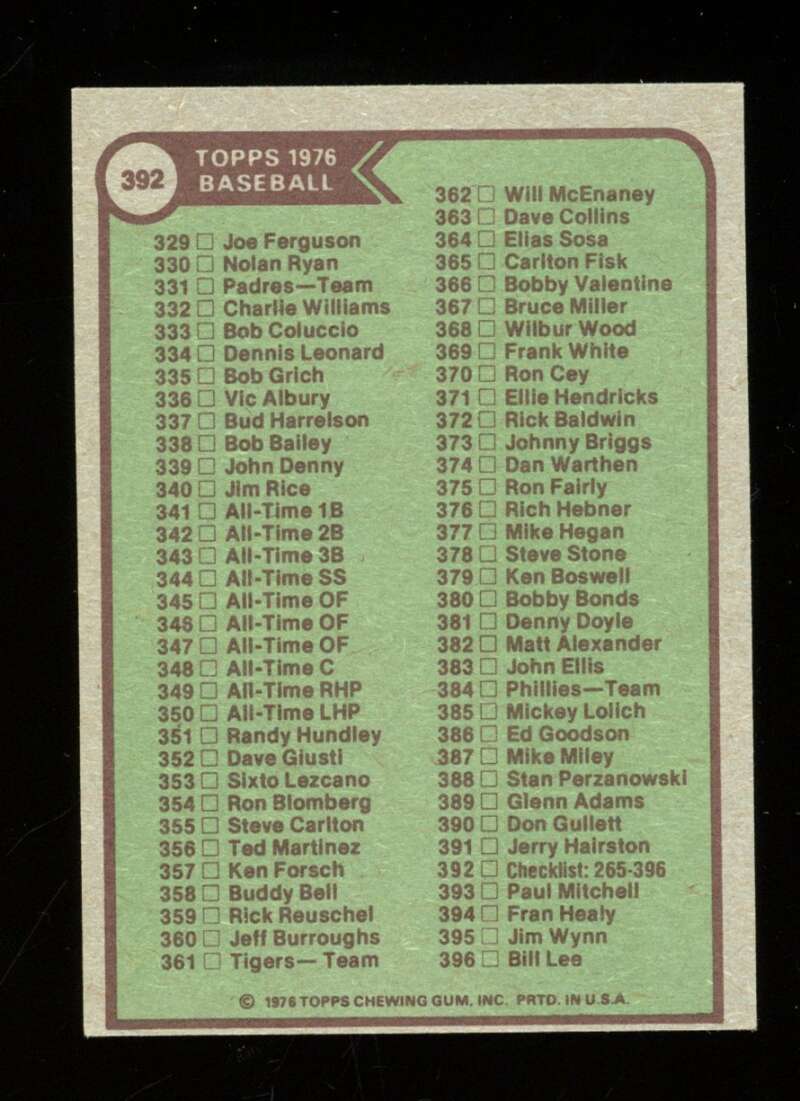 392
TOPPS 1976
BASEBALL
329 Joe Ferguson
330 Nolan Ryan
331 Padres—Team
332 Charlie Williams
333 Bob Coluccio
334 Dennis Leonard
335 Bob Grich
336 Vic Albury
337 Bud Harrelson
338 Bob Bailey
339 John Denny
340 Jim Rice
341 All-Time 1B
342 All-Time 2B
343 All-Time 3B
344 All-Time SS
345 All-Time OF
346 All-Time OF
347 All-Time OF
348 All-Time C
349 All-Time RHP
350 All-Time LHP
351 Randy Hundley
352 Dave Giusti
353 Sixto Lezcano
354 Ron Blomberg
355 Steve Carlton
356 Ted Martinez
357 Ken Forsch
358 Buddy Bell
359 Rick Reuschel
360 Jeff Burroughs
361 Tigers— Team
362 Will McEnaney
363 Dave Collins
364 Elias Sosa
365 Carlton Fisk
366 Bobby Valentine
367 Bruce Miller
368 Wilbur Wood
369 Frank White
370 Ron Cey
371 Ellie Hendricks
372 Rick Baldwin
373 Johnny Briggs
374 Dan Warthen
375 Ron Fairly
376 Rich Hebner
377 Mike Hegan
378 Steve Stone
379 Ken Boswell
380 Bobby Bonds
381 Denny Doyle
382 Matt Alexander
383 John Ellis
384 Phillies—Team
385 Mickey Lolich
386 Ed Goodson
387 Mike Miley
388 Stan Perzanowski
389 Glenn Adams
390 Don Gullett
391 Jerry Hairston
392 Checklist: 265-396
393 Paul Mitchell
394 Fran Healy
395 Jim Wynn
396 Bill Lee
© 1976 TOPPS CHEWING GUM, INC. PRTD. IN U.S.A.